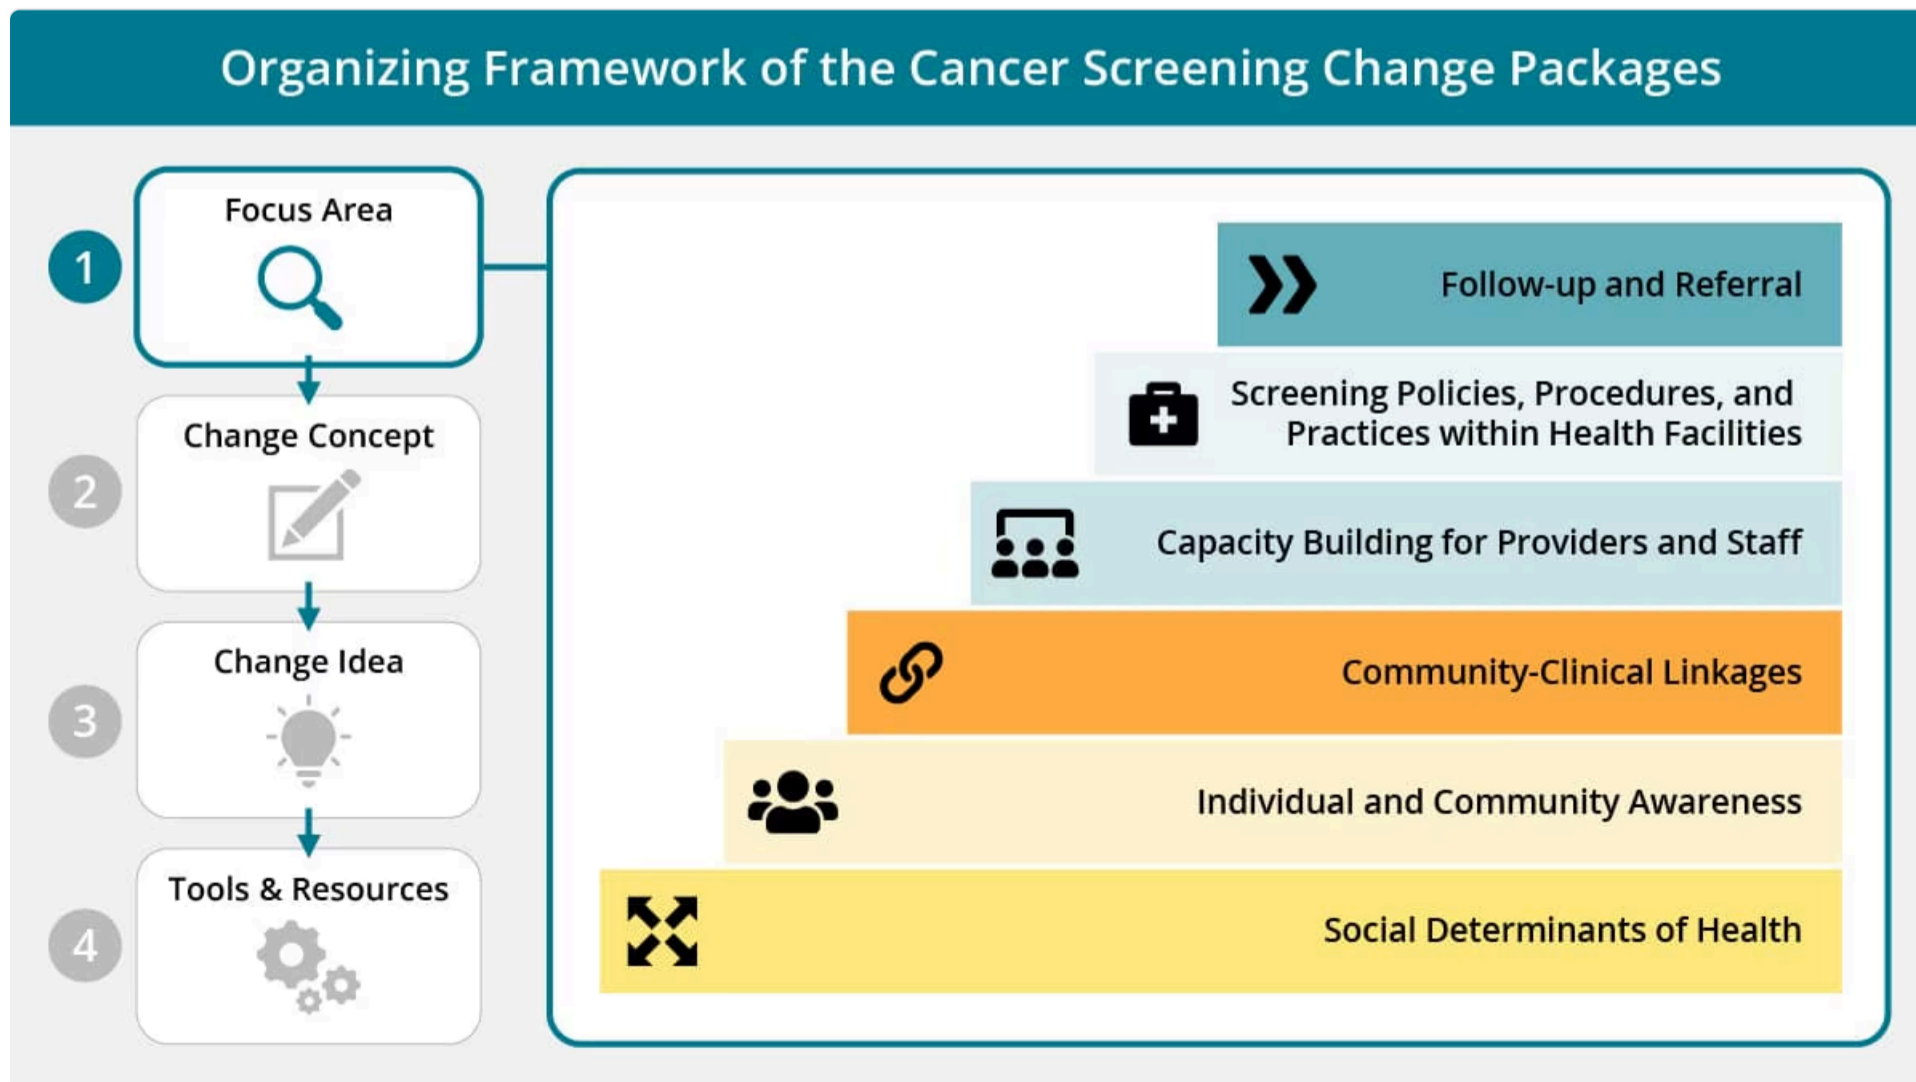 Organizing Framework of the Cancer Screening Change Packages
1
Focus Area
2
Change Concept
3
Change Idea
4
Tools & Resources
Follow-up and Referral
Screening Policies, Procedures, and
Practices within Health Facilities
Capacity Building for Providers and Staff
Community-Clinical Linkages
Individual and Community Awareness
Social Determinants of Health